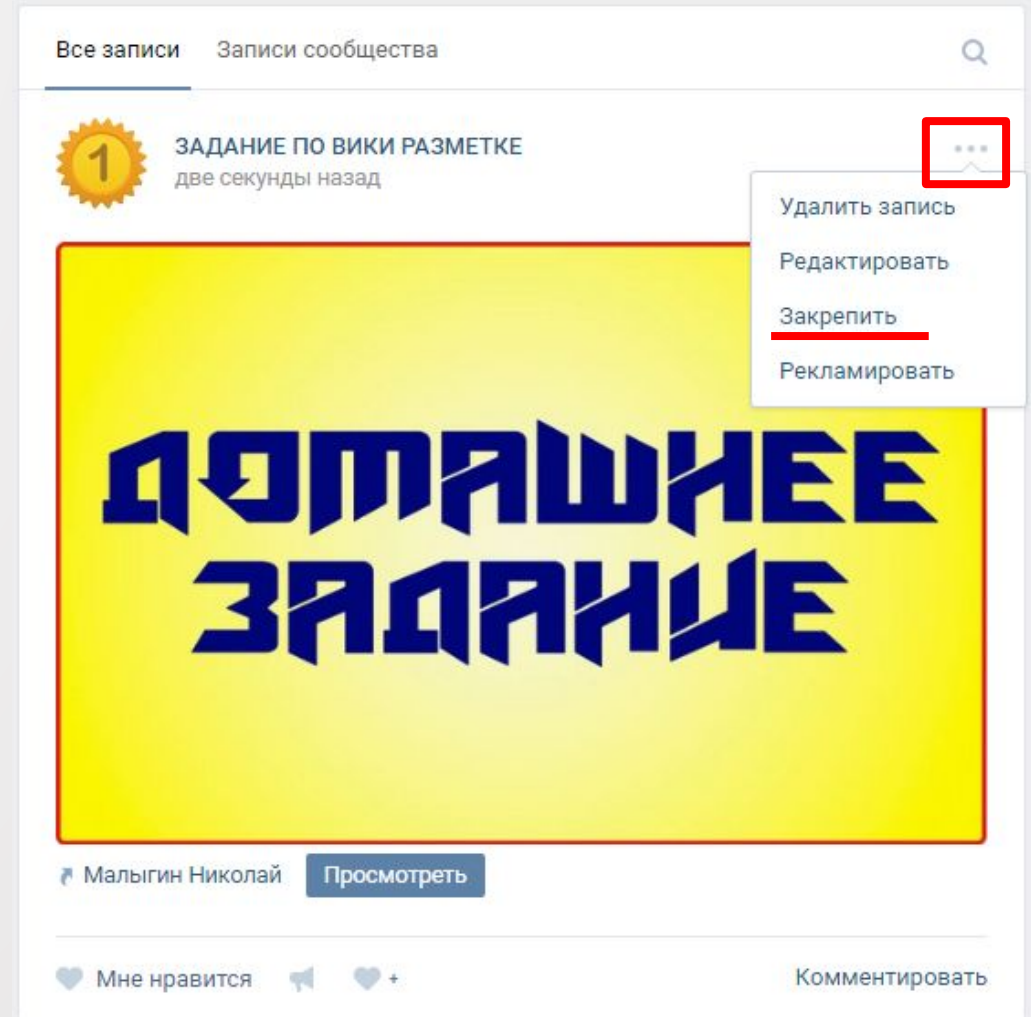 Все записи Записи сообщества
1
ЗАДАНИЕ ПО ВИКИ РАЗМЕТКЕ
две секунды назад
Удалить запись
Редактировать
Закрепить
Рекламировать
ДОМАШНЕЕ
ЗАДАНИЕ
Малыгин Николай Просмотреть
Мне нравится + Комментировать